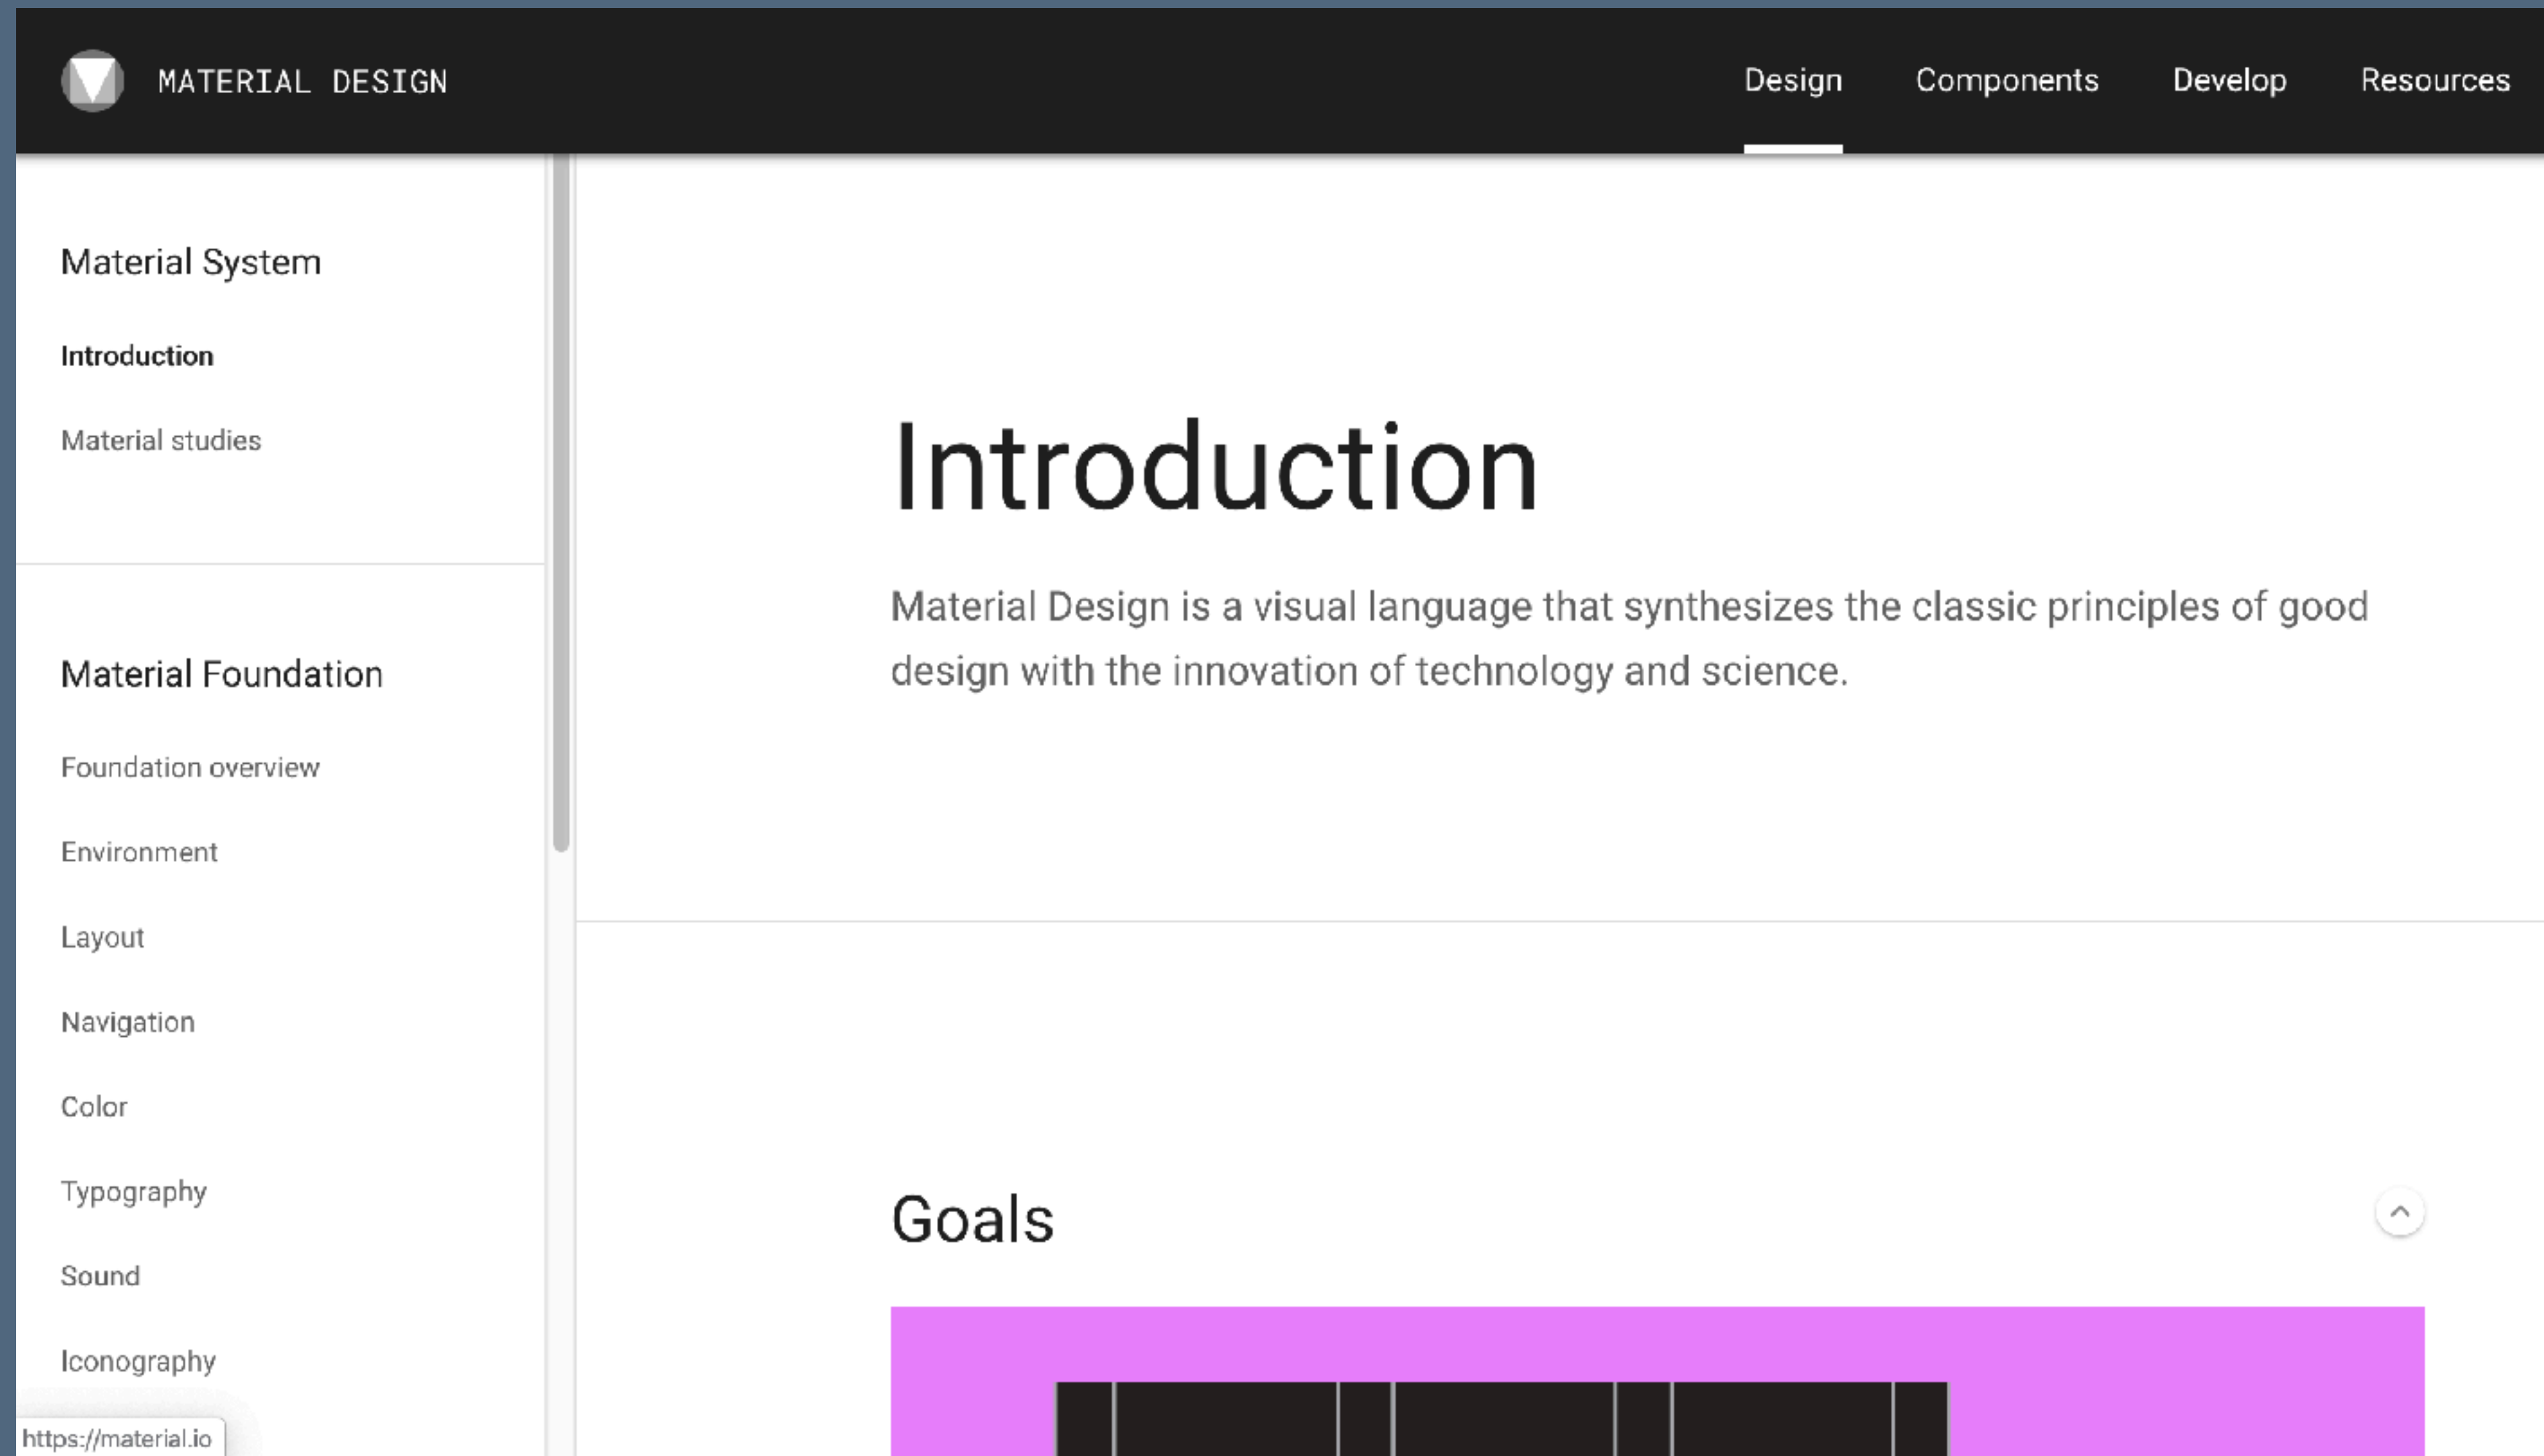 MATERIAL DESIGN
Design
Components
Develop
Resources
Material System
Introduction
Material studies
Material Foundation
Foundation overview
Environment
Layout
Navigation
Color
Typography
Sound
Iconography
https://material.io
Introduction
Material Design is a visual language that synthesizes the classic principles of good
design with the innovation of technology and science.
Goals